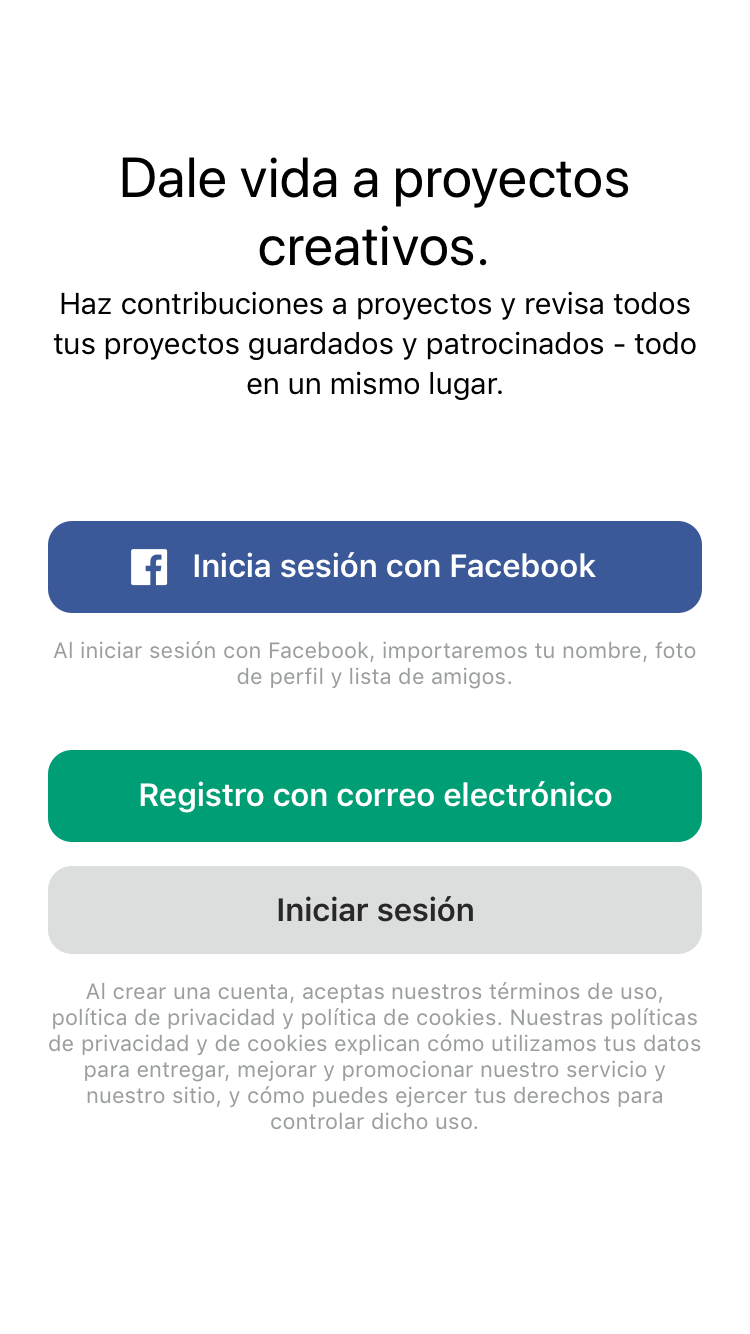 Dale vida a proyectos
creativos.
Haz contribuciones a proyectos y revisa todos
tus proyectos guardados y patrocinados - todo
en un mismo lugar.
Inicia sesión con Facebook
Al iniciar sesión con Facebook, importaremos tu nombre, foto
de perfil y lista de amigos.
Registro con correo electrónico
Iniciar sesión
Al crear una cuenta, aceptas nuestros términos de uso,
política de privacidad y política de cookies. Nuestras políticas
de privacidad y de cookies explican cómo utilizamos tus datos
para entregar, mejorar y promocionar nuestro servicio y
nuestro sitio, y cómo puedes ejercer tus derechos para
controlar dicho uso.